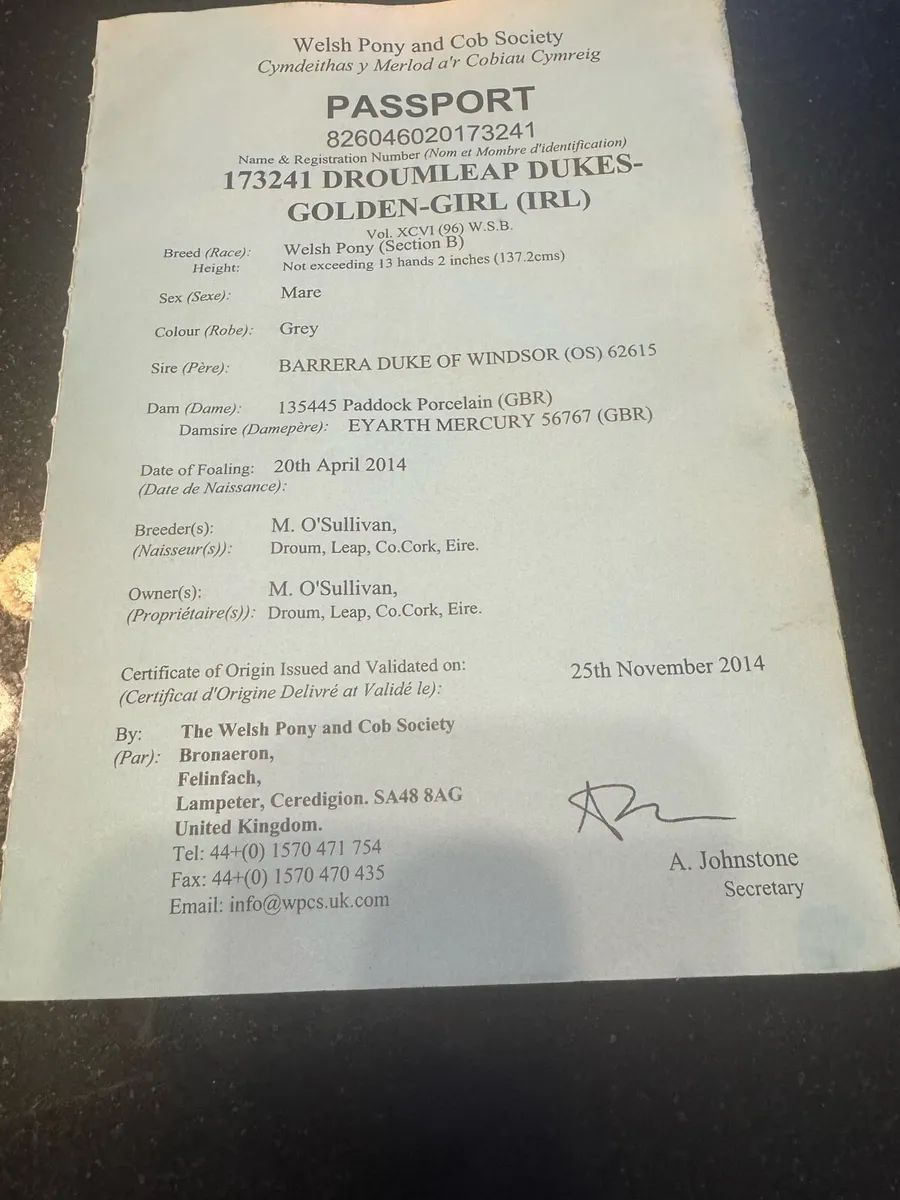 Welsh Pony and Cob Society
Cymdeithas y Merlod a'r Cobiau Cymreig
PASSPORT
826046020173241
Name & Registration Number (Nom et Mombre d'identification)
173241 DROUMLEAP DUKES-
GOLDEN-GIRL (IRL)
Vol. XCVI (96) W.S.B.
Breed (Race): Welsh Pony (Section B)
Height: Not exceeding 13 hands 2 inches (137.2cms)
Sex (Sexe): Mare
Colour (Robe): Grey
Sire (Père): BARRERA DUKE OF WINDSOR (OS) 62615
Dam (Dame): 135445 Paddock Porcelain (GBR)
Damsire (Damepère): EYARTH MERCURY 56767 (GBR)
Date of Foaling: 20th April 2014
(Date de Naissance):
Breeder(s): M. O'Sullivan,
(Naisseur(s)): Droum, Leap, Co.Cork, Eire.
Owner(s): M. O'Sullivan,
(Propriétaire(s)): Droum, Leap, Co.Cork, Eire.
Certificate of Origin Issued and Validated on: 25th November 2014
(Certificat d'Origine Delivré at Validé le):
By: The Welsh Pony and Cob Society
(Par): Bronaeron,
Felinfach,
Lampeter, Ceredigion. SA48 8AG
United Kingdom.
Tel: 44+(0) 1570 471 754
Fax: 44+(0) 1570 470 435
Email: info@wpcs.uk.com
A. Johnstone
Secretary